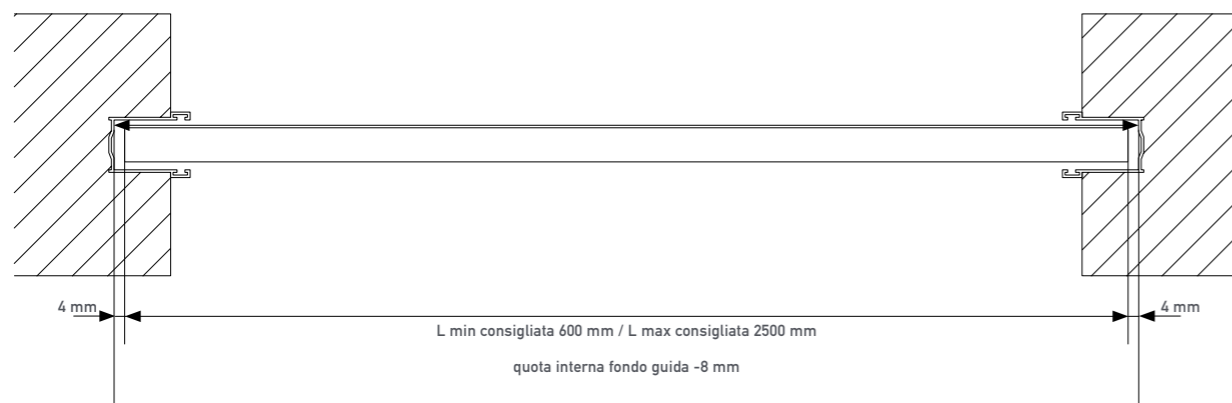 4 mm
4 mm
L min consigliata 600 mm / L max consigliata 2500 mm
quota interna fondo guida -8 mm